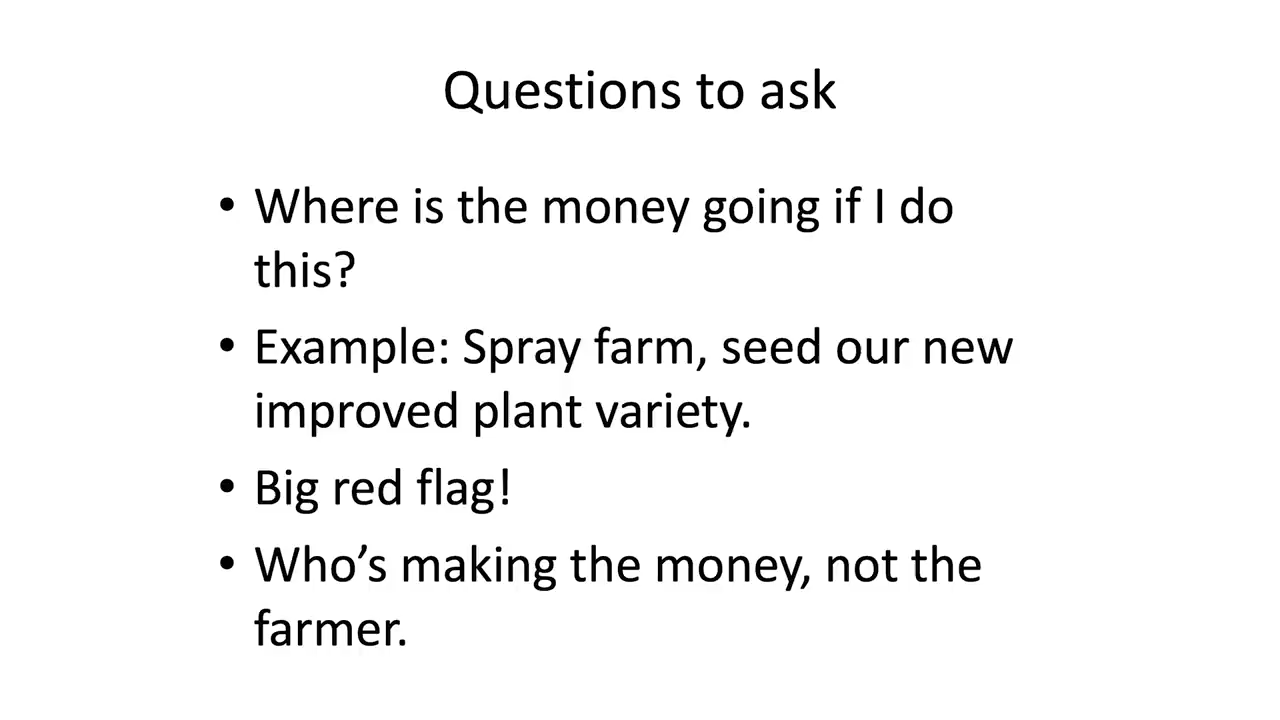 Questions to ask
• Where is the money going if I do
this?
• Example: Spray farm, seed our new
improved plant variety.
• Big red flag!
• Who’s making the money, not the
farmer.